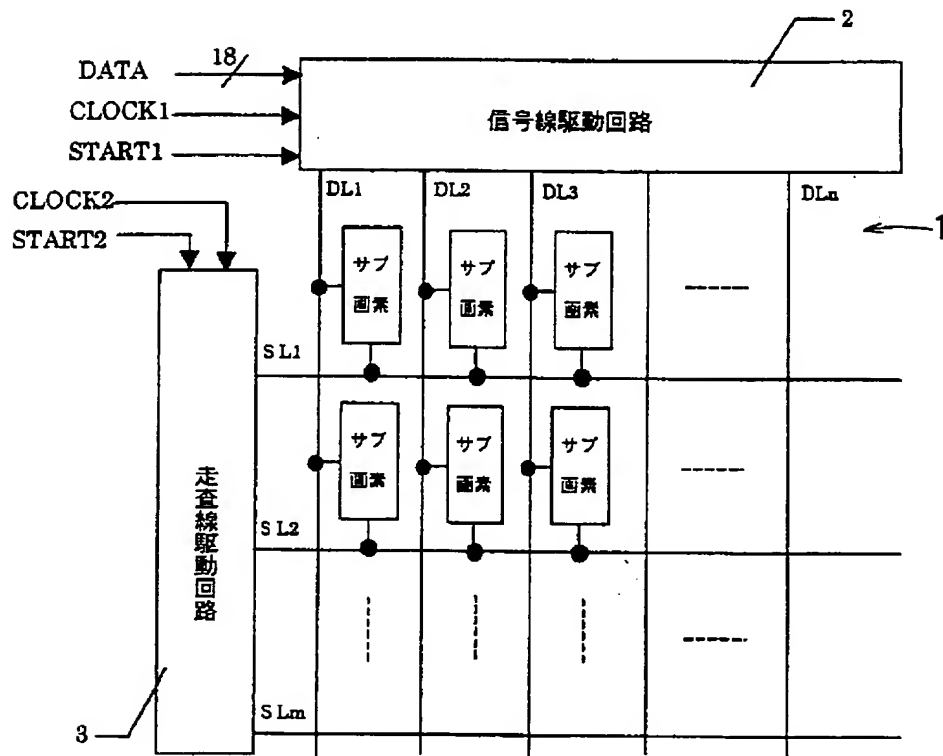 2
18
DATA
CLOCK1
START1
信号線駆動回路
CLOCK2
START2
DL1
DL2
DL3
DLn
1
サブ
画素
サブ
画素
サブ
画素
SL1
サブ
画素
サブ
画素
サブ
画素
走査線駆動回路
SL2
SLm
3